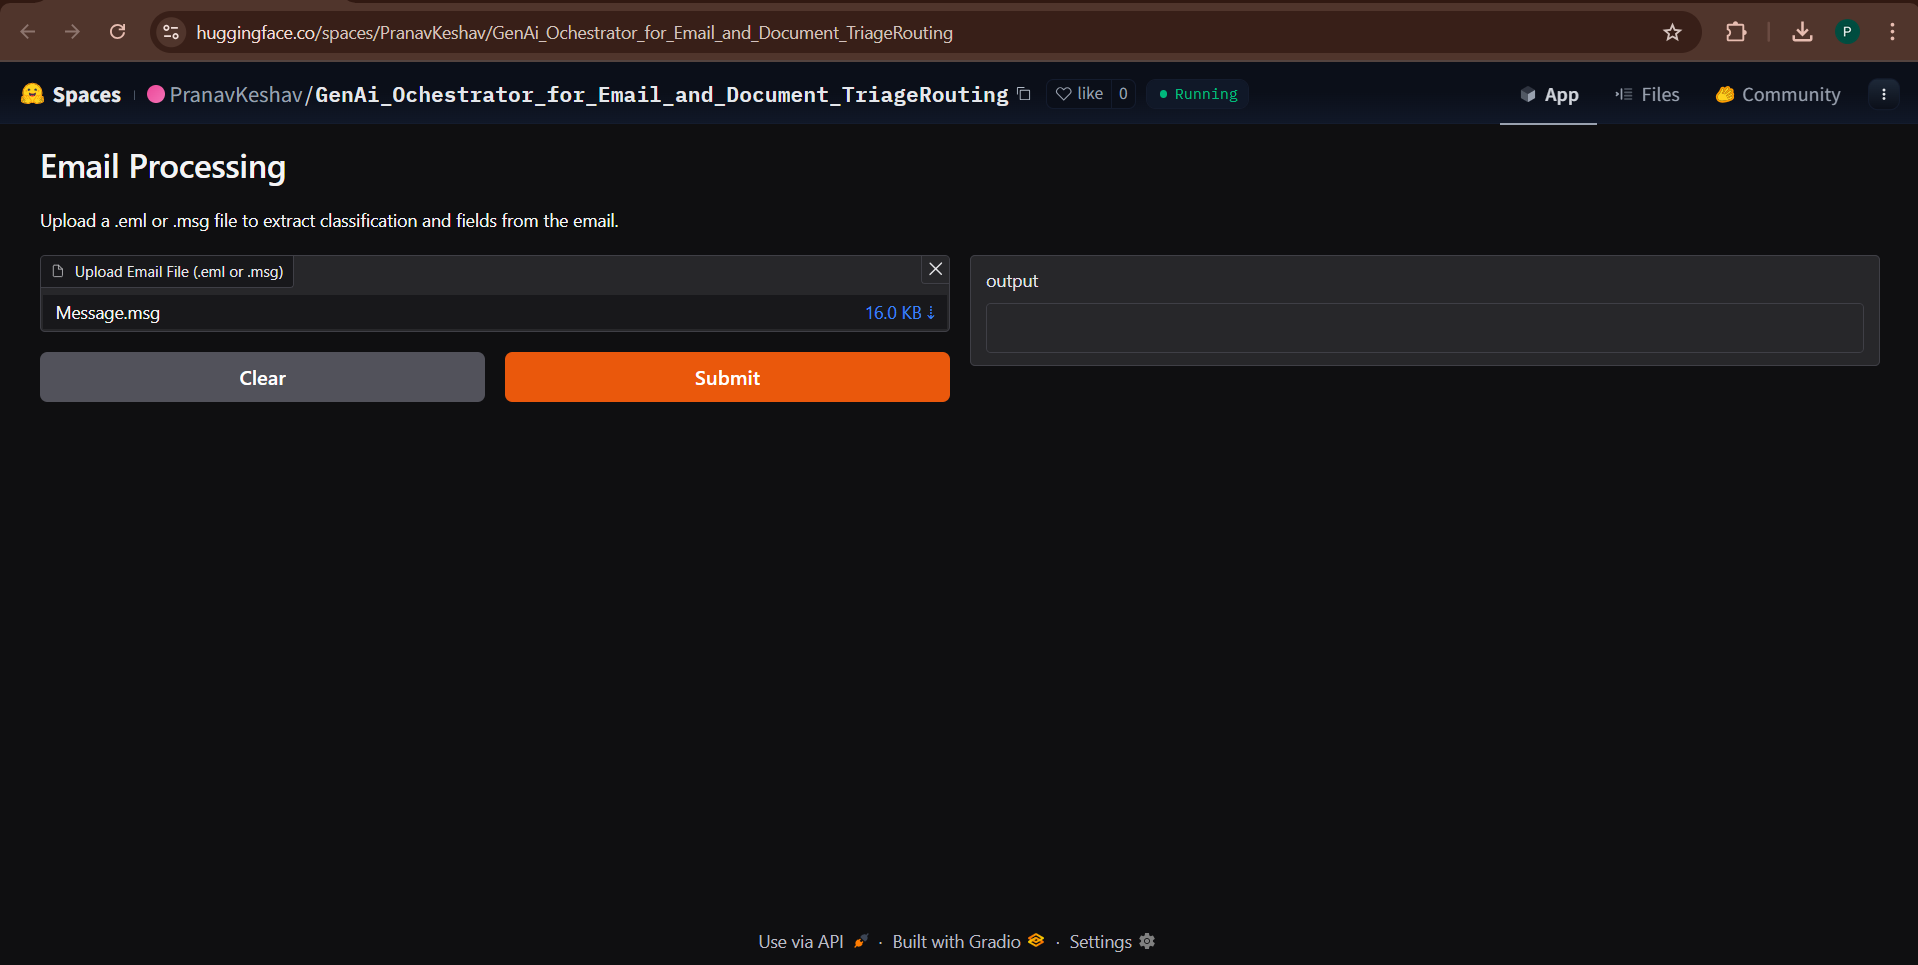 huggingface.co/spaces/PranavKeshav/GenAi_Ochestrator_for_Email_and_Document_TriageRouting
P
Spaces PranavKeshav/GenAi_Ochestrator_for_Email_and_Document_TriageRouting like 0 Running App Files Community
Email Processing
Upload a .eml or .msg file to extract classification and fields from the email.
Upload Email File (.eml or .msg)
Message.msg 16.0 KB ⇣
output
Clear Submit
Use via API · Built with Gradio · Settings